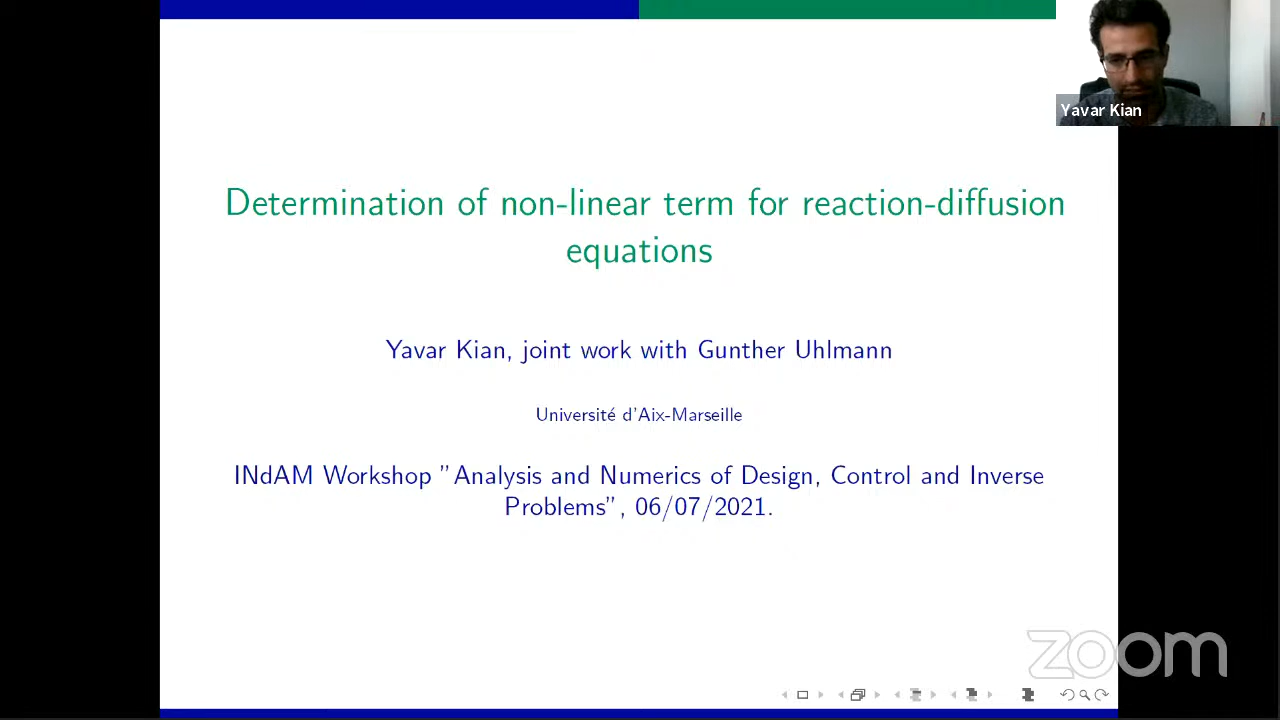 Yavar Kian
Determination of non-linear term for reaction-diffusion
equations
Yavar Kian, joint work with Gunther Uhlmann
Université d'Aix-Marseille
INdAM Workshop ”Analysis and Numerics of Design, Control and Inverse
Problems”, 06/07/2021.
zoom